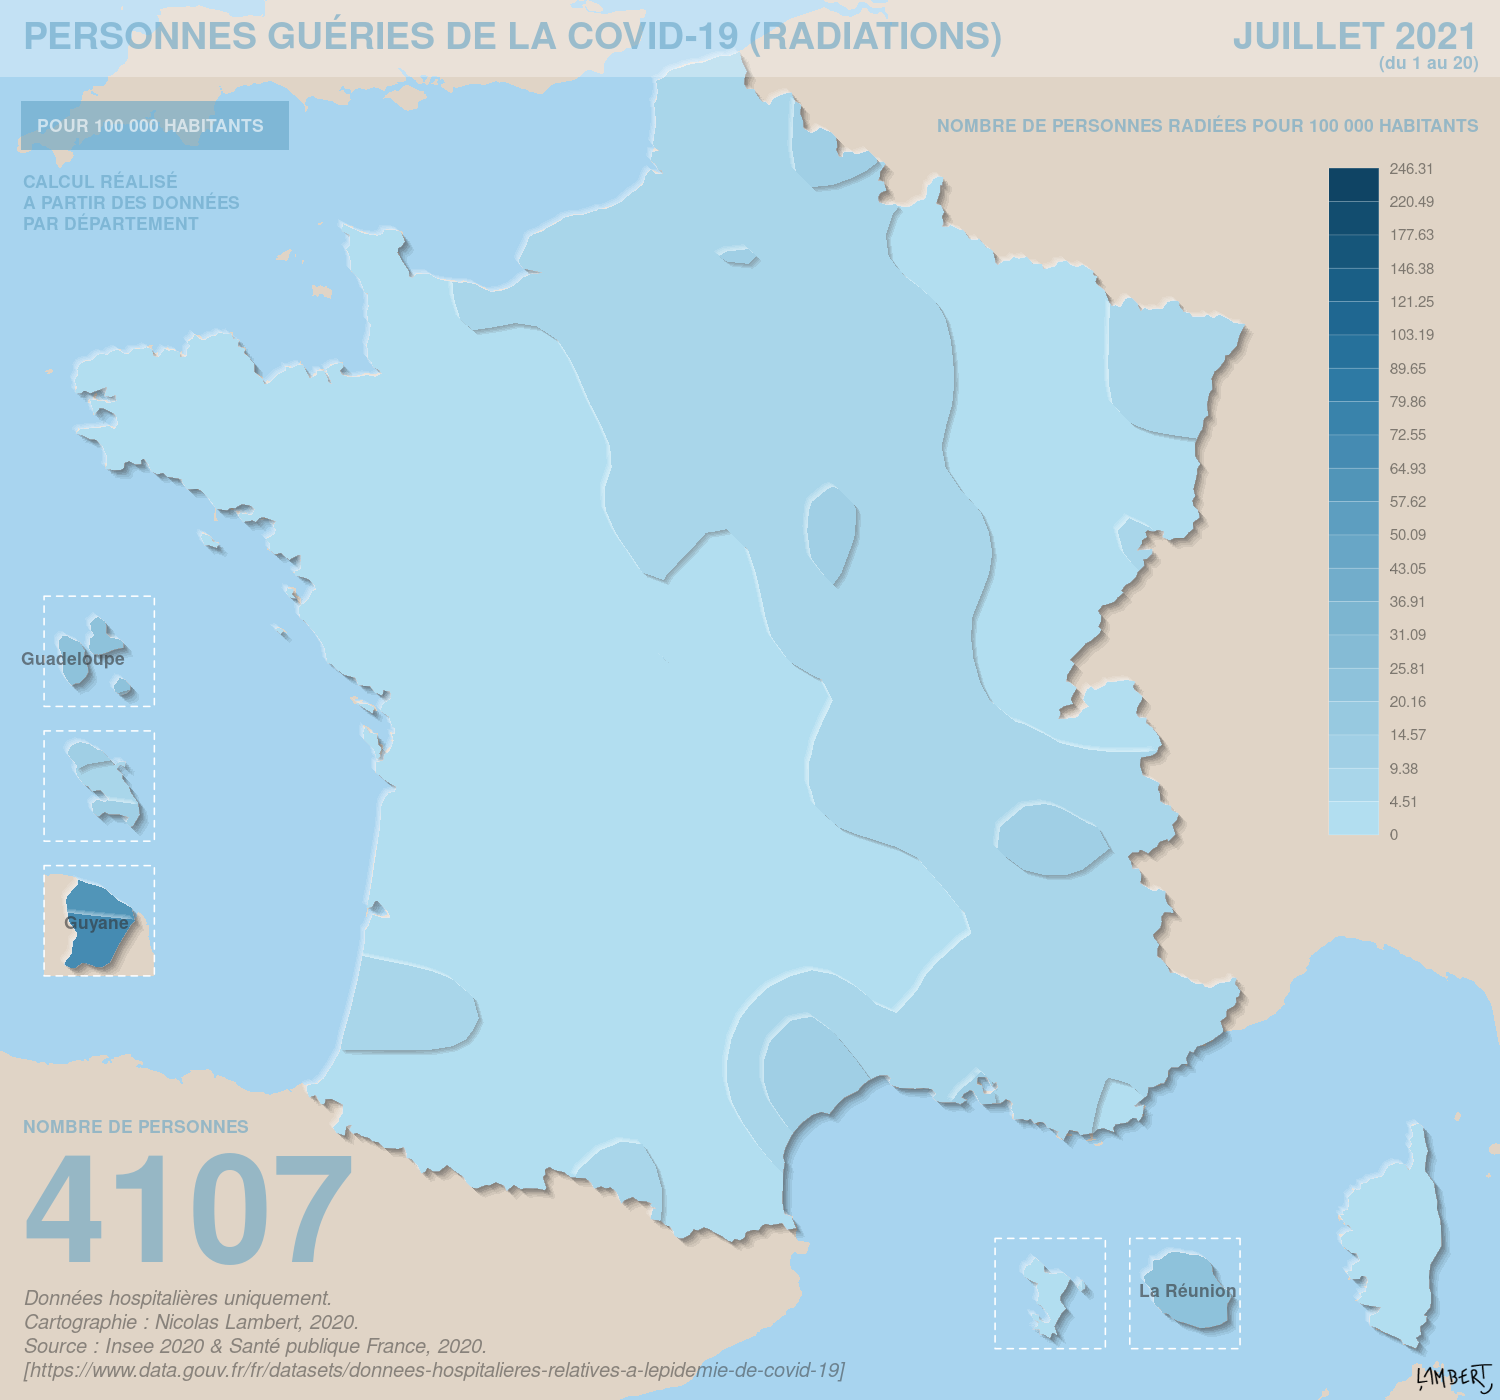 PERSONNES GUÉRIES DE LA COVID-19 (RADIATIONS)
JUILLET 2021
(du 1 au 20)
POUR 100 000 HABITANTS
CALCUL RÉALISÉ
A PARTIR DES DONNÉES
PAR DÉPARTEMENT
NOMBRE DE PERSONNES RADIÉES POUR 100 000 HABITANTS
246.31
220.49
177.63
146.38
121.25
103.19
89.65
79.86
72.55
64.93
57.62
50.09
43.05
36.91
31.09
25.81
20.16
14.57
9.38
4.51
0
Guadeloupe
Guyane
La Réunion
NOMBRE DE PERSONNES
4107
Données hospitalières uniquement.
Cartographie : Nicolas Lambert, 2020.
Source : Insee 2020 & Santé publique France, 2020.
[https://www.data.gouv.fr/fr/datasets/donnees-hospitalieres-relatives-a-lepidemie-de-covid-19]
LAMBERT